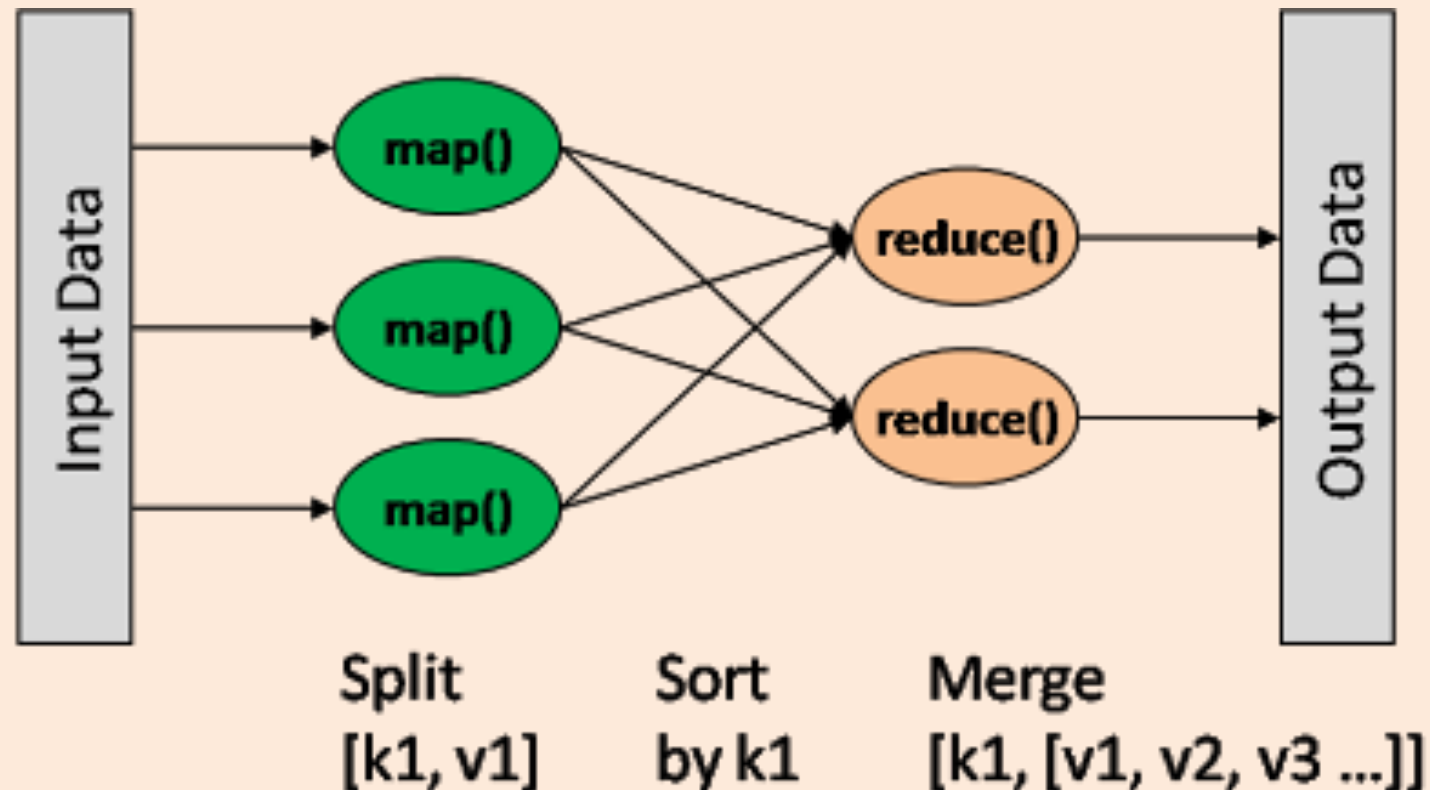 Input Data
map()
map()
map()
reduce()
reduce()
Output Data
Split
[k1, v1]
Sort
by k1
Merge
[k1, [v1, v2, v3 ...]]